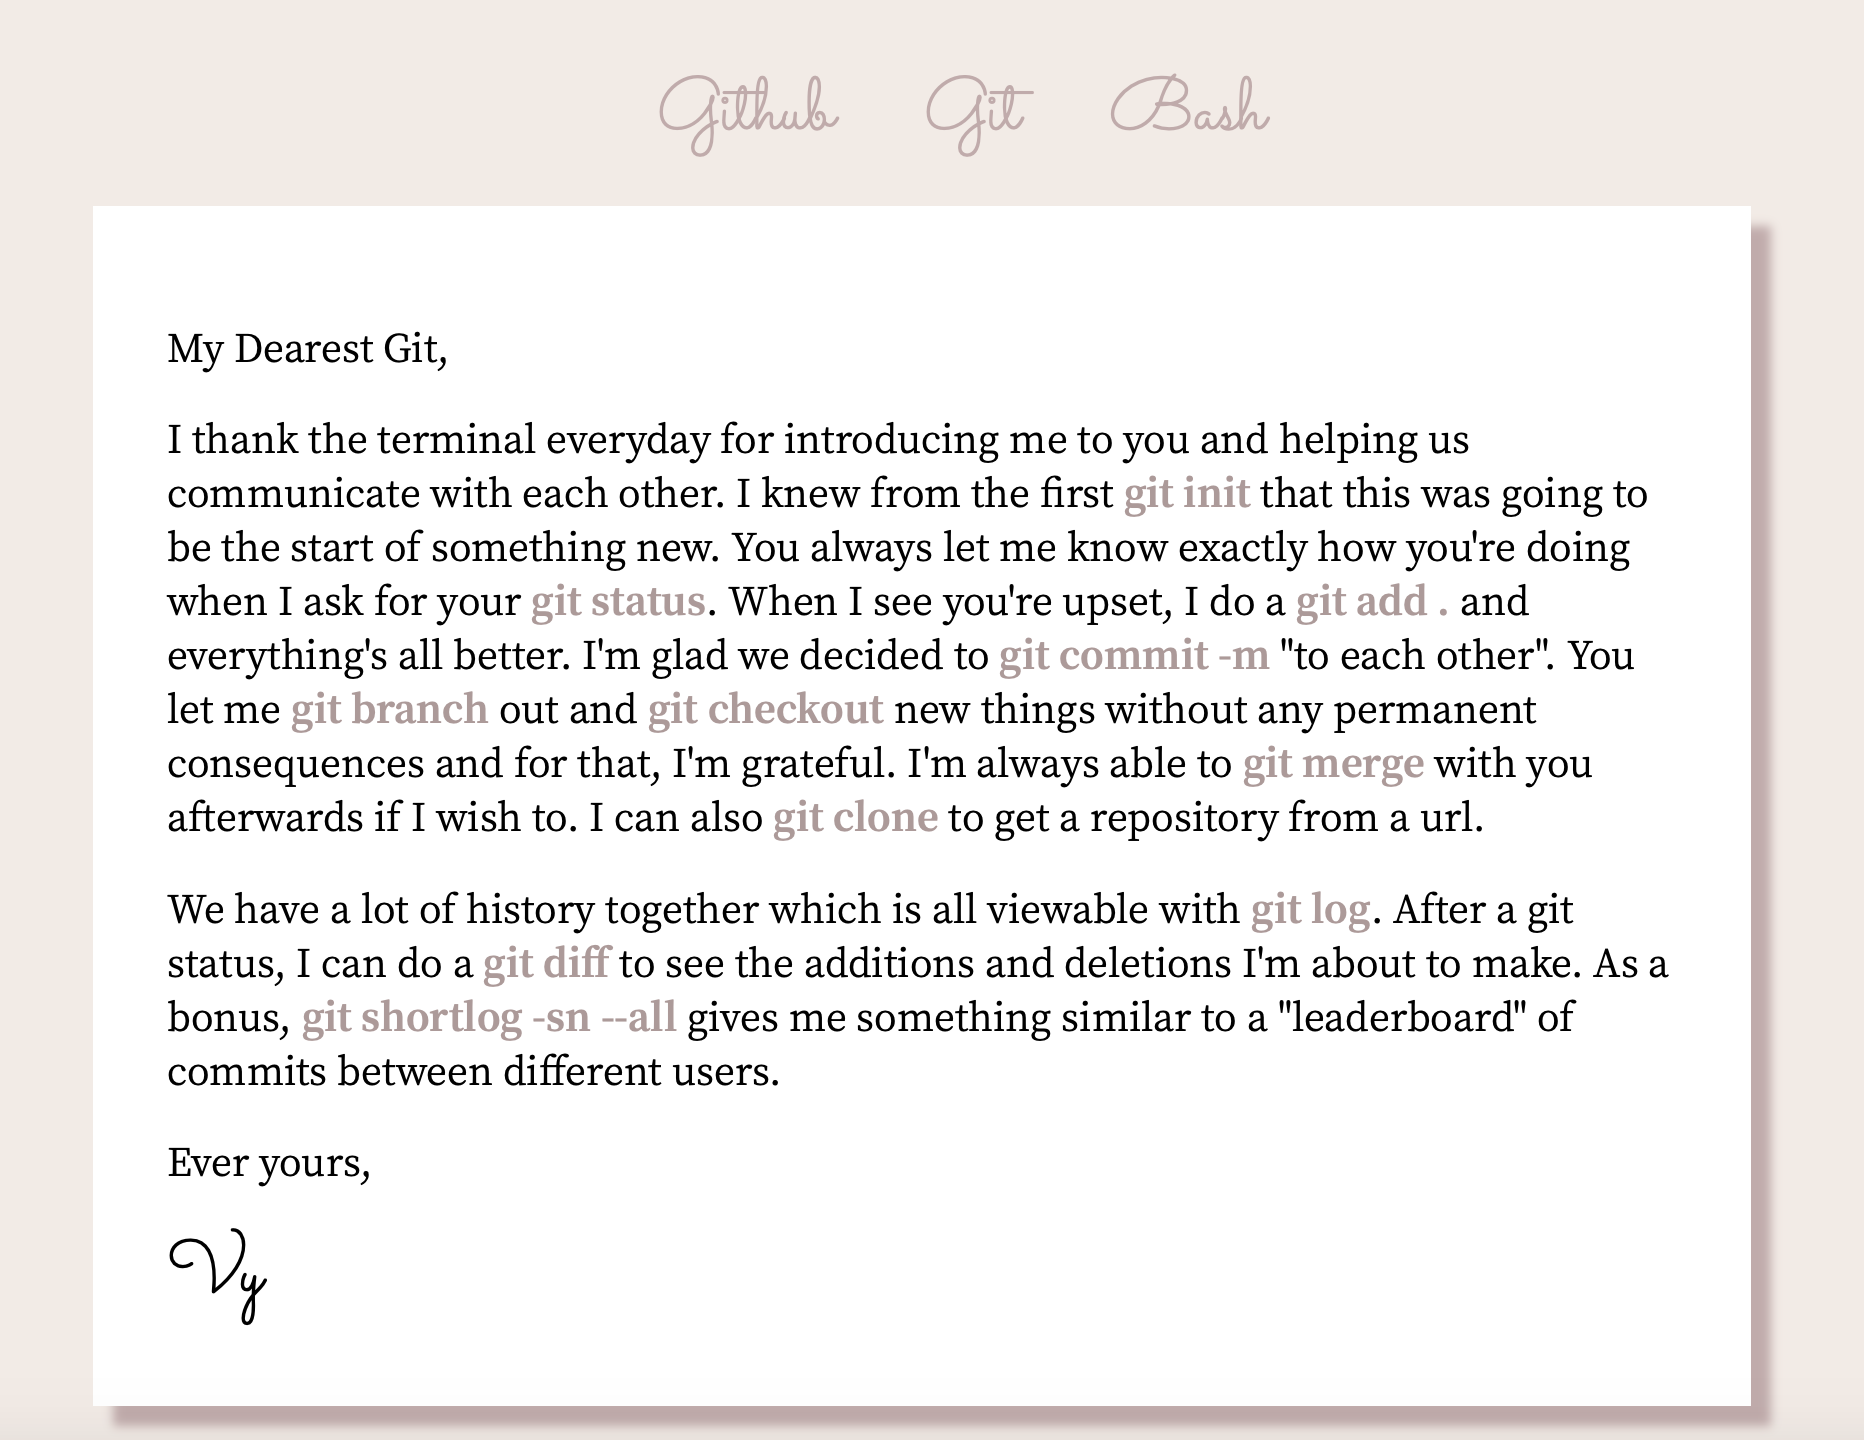 Github Git Bash
My Dearest Git,
I thank the terminal everyday for introducing me to you and helping us
communicate with each other. I knew from the first git init that this was going to
be the start of something new. You always let me know exactly how you're doing
when I ask for your git status. When I see you're upset, I do a git add . and
everything's all better. I'm glad we decided to git commit -m "to each other". You
let me git branch out and git checkout new things without any permanent
consequences and for that, I'm grateful. I'm always able to git merge with you
afterwards if I wish to. I can also git clone to get a repository from a url.
We have a lot of history together which is all viewable with git log. After a git
status, I can do a git diff to see the additions and deletions I'm about to make. As a
bonus, git shortlog -sn --all gives me something similar to a "leaderboard" of
commits between different users.
Ever yours,
Vy